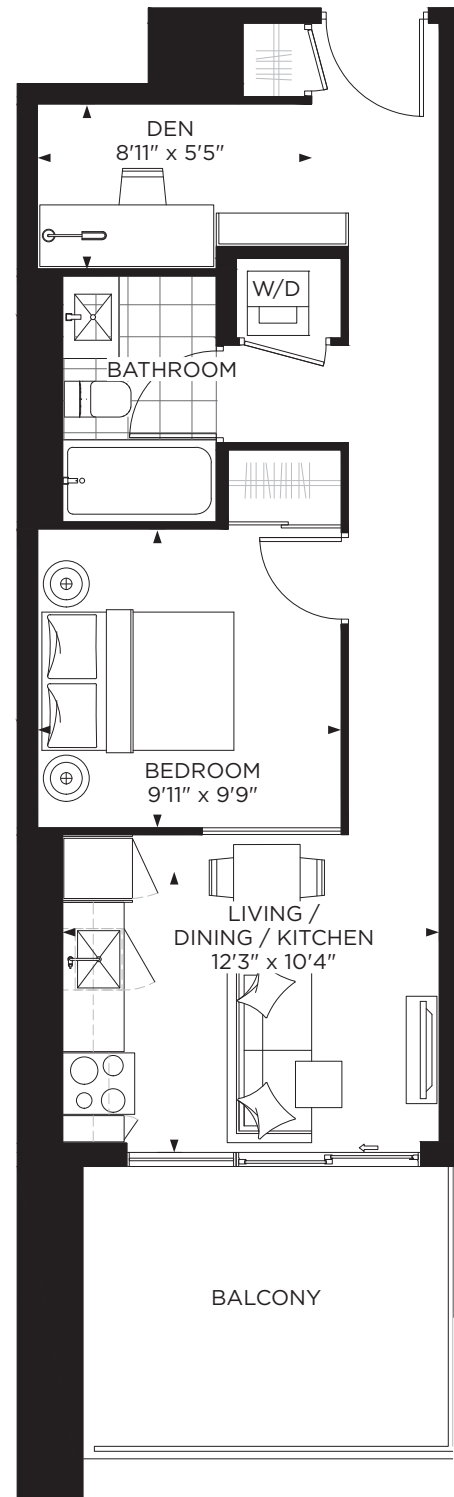 DEN
8'11" x 5'5"
W/D
BATHROOM
BEDROOM
9'11" x 9'9"
LIVING /
DINING / KITCHEN
12'3" x 10'4"
BALCONY